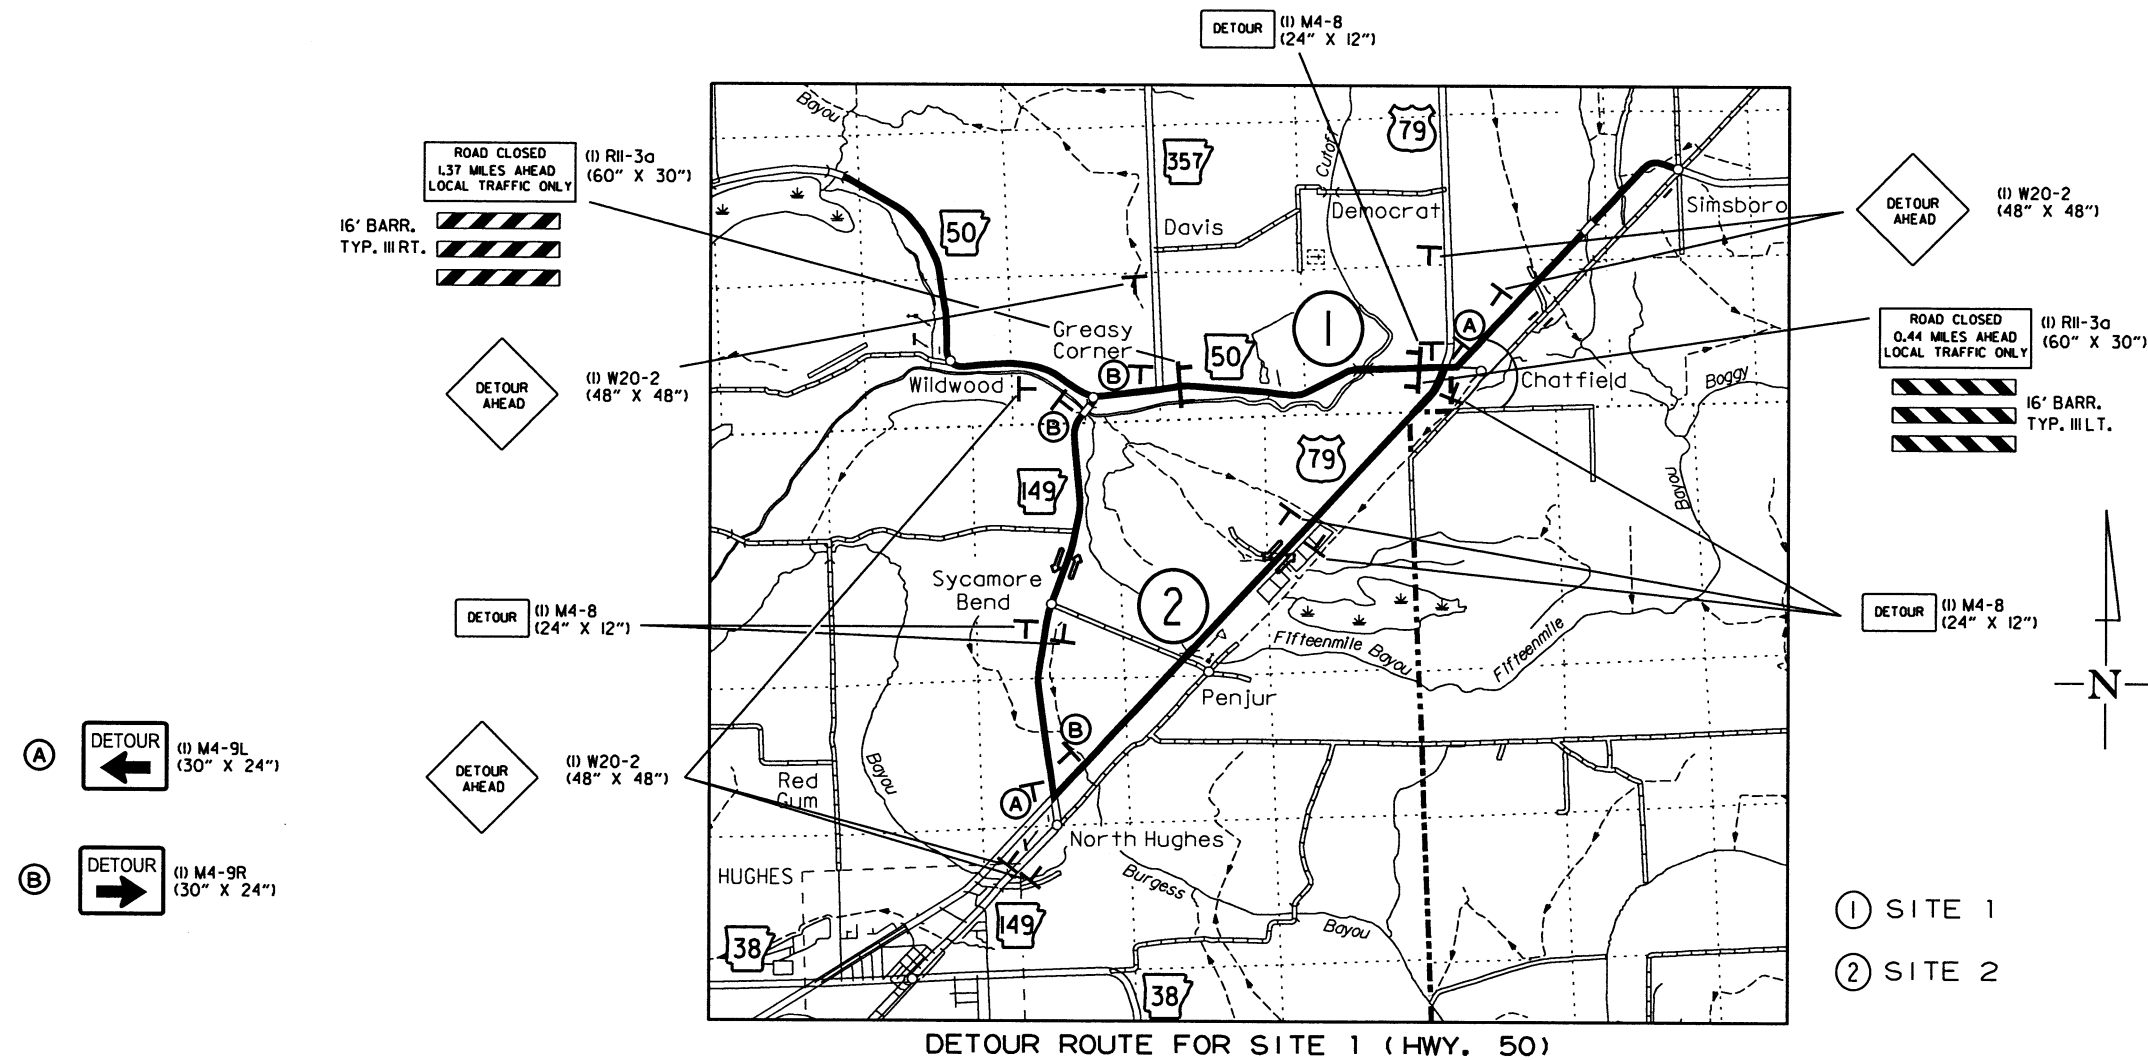 DETOUR
(1) M4-8
(24" X 12")
ROAD CLOSED
1.37 MILES AHEAD
LOCAL TRAFFIC ONLY
(1) R11-3a
(60" X 30")
16' BARR.
TYP. III RT.
DETOUR
AHEAD
(1) W20-2
(48" X 48")
DETOUR
(1) M4-8
(24" X 12")
DETOUR
AHEAD
(1) W20-2
(48" X 48")
A
DETOUR
(1) M4-9L
(30" X 24")
B
DETOUR
(1) M4-9R
(30" X 24")
Bayou
50
357
Cutoff
79
Davis
Democrat
Simsboro
Greasy
Corner
50
1
A
Wildwood
B
Chatfield
Boggy
B
79
149
Bayou
Sycamore
Bend
2
Fifteenmile Bayou
Fifteenmile
Penjur
B
Bayou
Red
Gum
A
North Hughes
HUGHES
Burgess
Bayou
149
38
38
DETOUR
AHEAD
(1) W20-2
(48" X 48")
ROAD CLOSED
0.44 MILES AHEAD
LOCAL TRAFFIC ONLY
(1) R11-3a
(60" X 30")
16' BARR.
TYP. III LT.
DETOUR
(1) M4-8
(24" X 12")
N
1 SITE 1
2 SITE 2
DETOUR ROUTE FOR SITE 1 (HWY. 50)